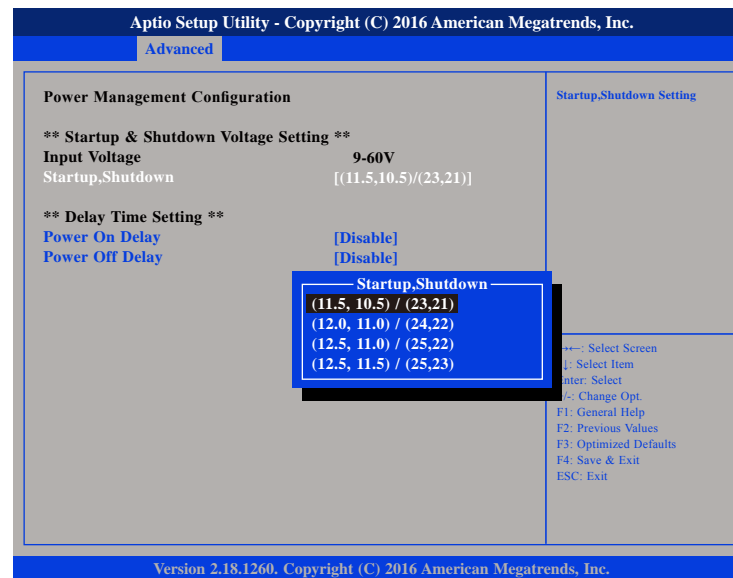 Aptio Setup Utility - Copyright (C) 2016 American Megatrends, Inc.
Advanced
Power Management Configuration
** Startup & Shutdown Voltage Setting **
Input Voltage 9-60V
Startup,Shutdown [(11.5,10.5)/(23,21)]
** Delay Time Setting **
Power On Delay [Disable]
Power Off Delay [Disable]
Startup,Shutdown
(11.5, 10.5) / (23,21)
(12.0, 11.0) / (24,22)
(12.5, 11.0) / (25,22)
(12.5, 11.5) / (25,23)
Startup,Shutdown Setting
→←: Select Screen
↓: Select Item
Enter: Select
/-: Change Opt.
F1: General Help
F2: Previous Values
F3: Optimized Defaults
F4: Save & Exit
ESC: Exit
Version 2.18.1260. Copyright (C) 2016 American Megatrends, Inc.